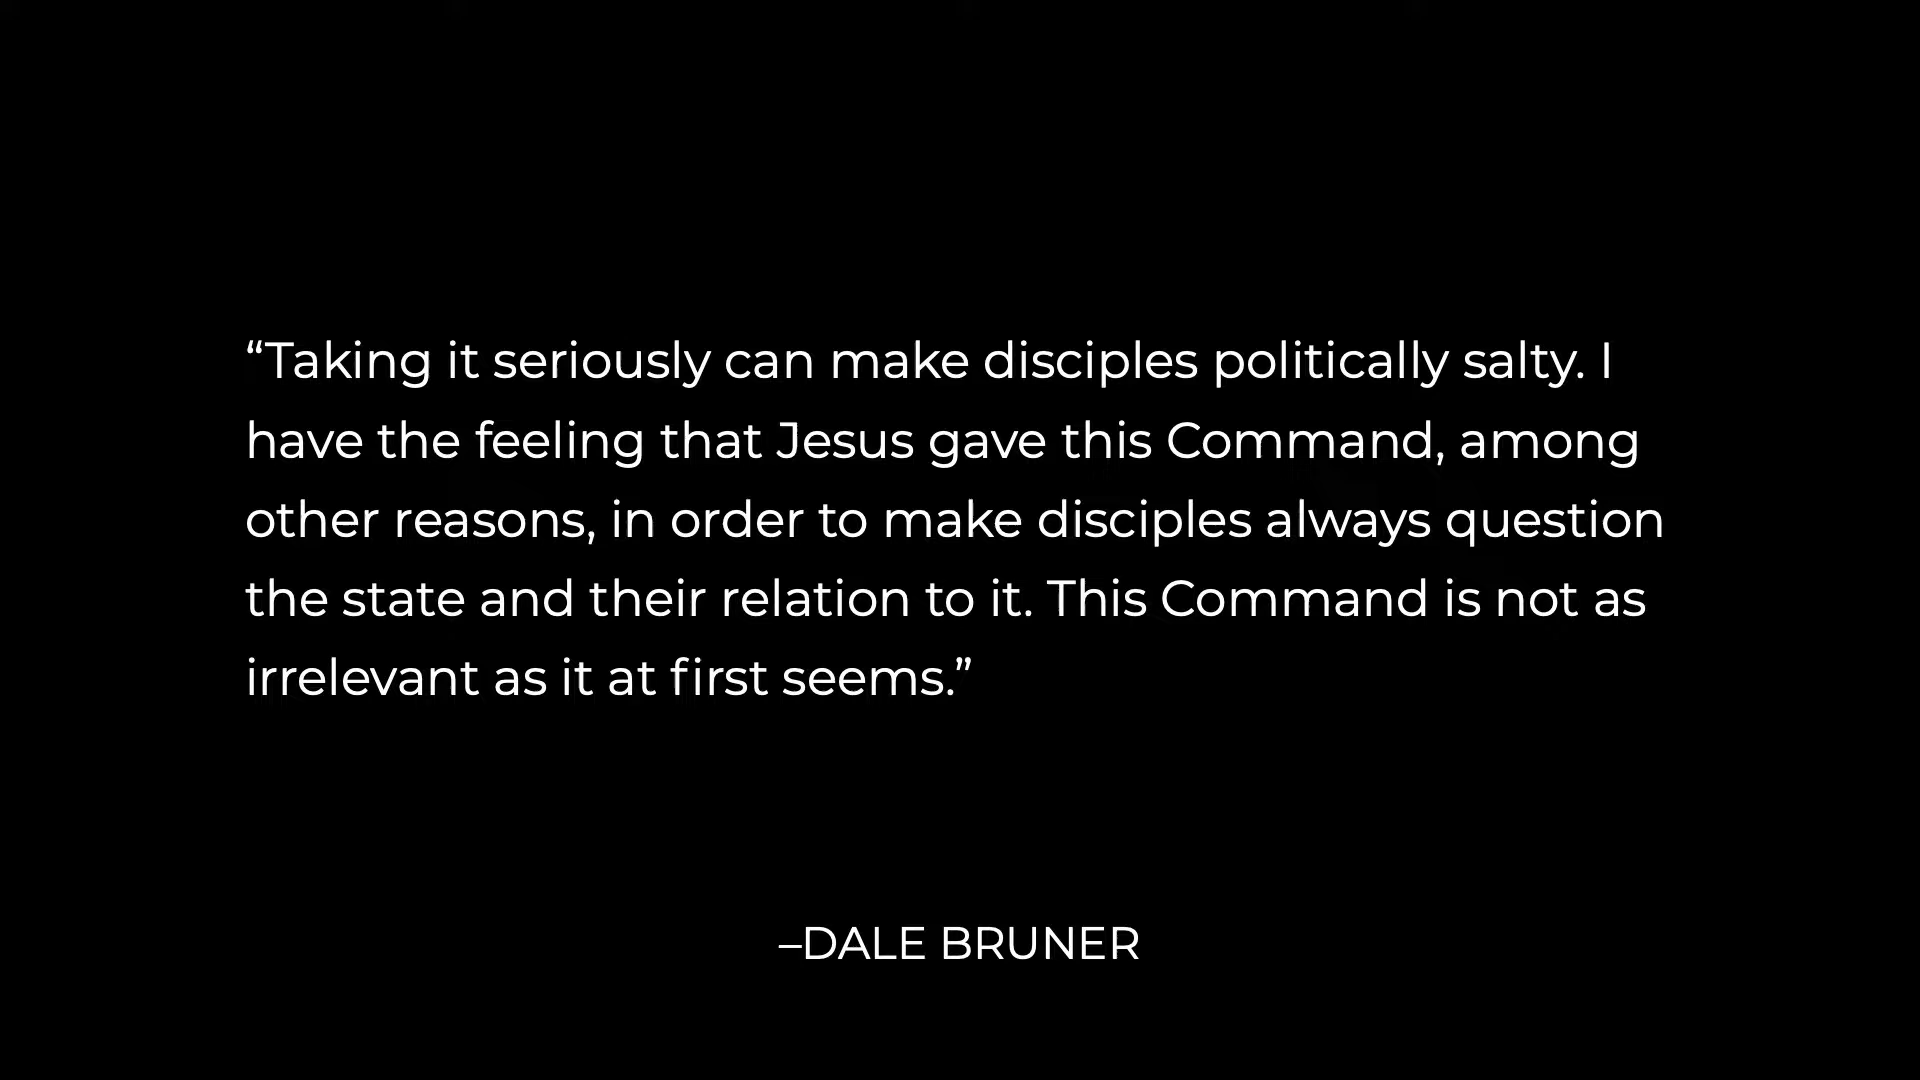 “Taking it seriously can make disciples politically salty. I
have the feeling that Jesus gave this Command, among
other reasons, in order to make disciples always question
the state and their relation to it. This Command is not as
irrelevant as it at first seems.”
–DALE BRUNER